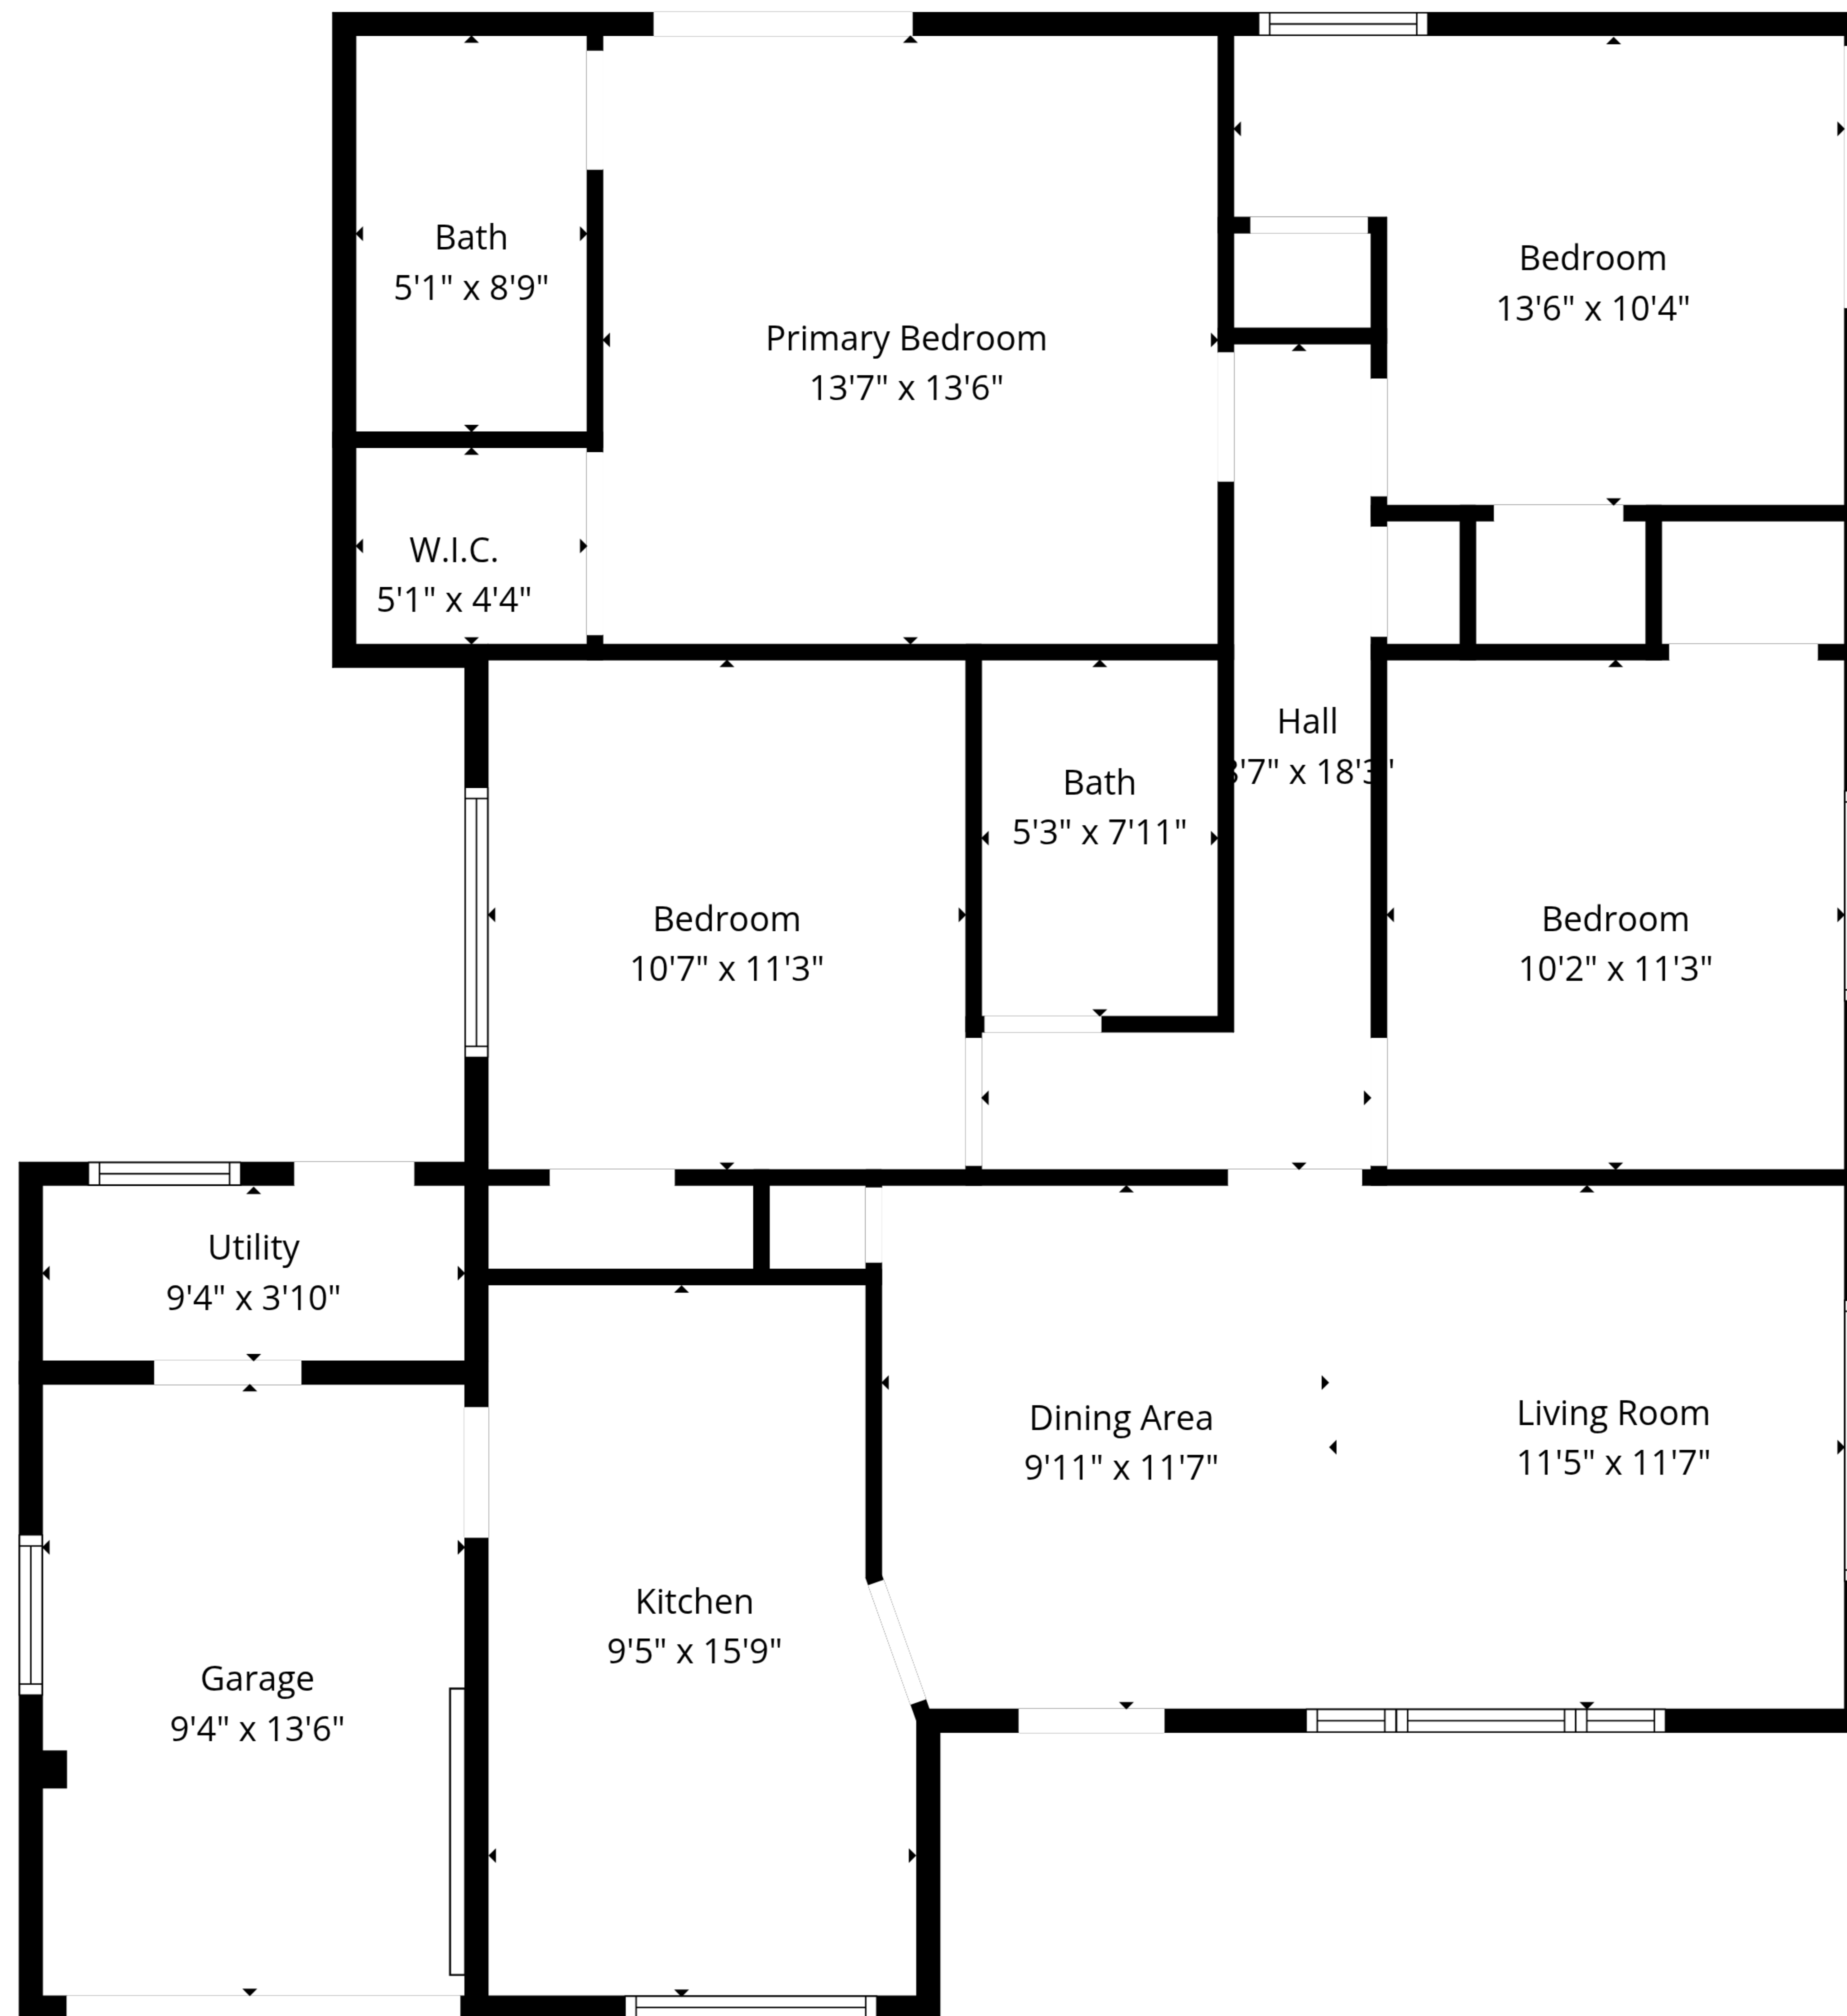 Bath
5'1" x 8'9"
Primary Bedroom
13'7" x 13'6"
Bedroom
13'6" x 10'4"
W.I.C.
5'1" x 4'4"
Hall
'7" x 18'3"
Bath
5'3" x 7'11"
Bedroom
10'7" x 11'3"
Bedroom
10'2" x 11'3"
Utility
9'4" x 3'10"
Dining Area
9'11" x 11'7"
Living Room
11'5" x 11'7"
Kitchen
9'5" x 15'9"
Garage
9'4" x 13'6"